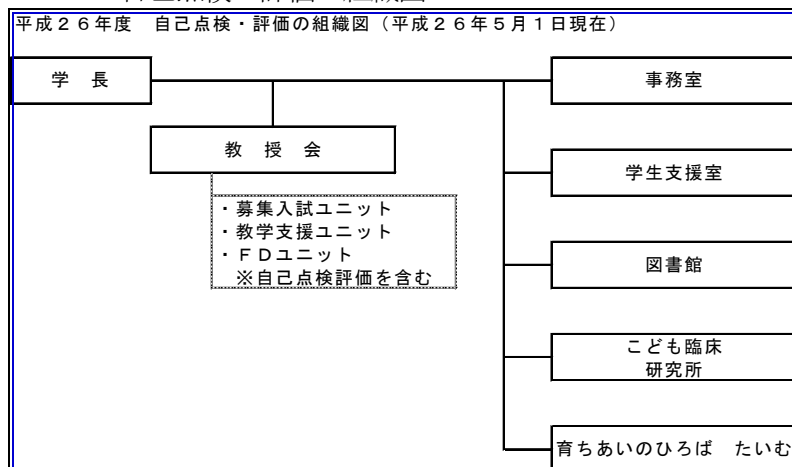 平成２６年度　自己点検・評価の組織図（平成２６年５月１日現在）
学　長
事務室
教　授　会
学生支援室
・募集入試ユニット
・教学支援ユニット
・ＦＤユニット
※自己点検評価を含む
図書館
こども臨床
研究所
育ちあいのひろば　たいむ